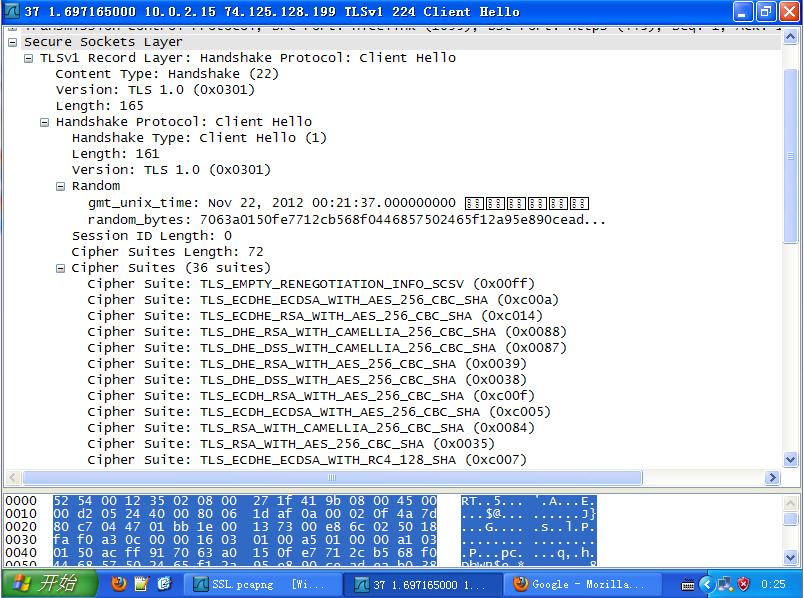 37 1.697165000 10.0.2.15 74.125.128.199 TLSv1 224 Client Hello
Secure Sockets Layer
TLSv1 Record Layer: Handshake Protocol: Client Hello
Content Type: Handshake (22)
Version: TLS 1.0 (0x0301)
Length: 165
Handshake Protocol: Client Hello
Handshake Type: Client Hello (1)
Length: 161
Version: TLS 1.0 (0x0301)
Random
gmt_unix_time: Nov 22, 2012 00:21:37.000000000
random_bytes: 7063a0150fe7712cb568f0446857502465f12a95e890cead...
Session ID Length: 0
Cipher Suites Length: 72
Cipher Suites (36 suites)
Cipher Suite: TLS_EMPTY_RENEGOTIATION_INFO_SCSV (0x00ff)
Cipher Suite: TLS_ECDHE_ECDSA_WITH_AES_256_CBC_SHA (0xc00a)
Cipher Suite: TLS_ECDHE_RSA_WITH_AES_256_CBC_SHA (0xc014)
Cipher Suite: TLS_DHE_RSA_WITH_CAMELLIA_256_CBC_SHA (0x0088)
Cipher Suite: TLS_DHE_DSS_WITH_CAMELLIA_256_CBC_SHA (0x0087)
Cipher Suite: TLS_DHE_RSA_WITH_AES_256_CBC_SHA (0x0039)
Cipher Suite: TLS_DHE_DSS_WITH_AES_256_CBC_SHA (0x0038)
Cipher Suite: TLS_ECDH_RSA_WITH_AES_256_CBC_SHA (0xc00f)
Cipher Suite: TLS_ECDH_ECDSA_WITH_AES_256_CBC_SHA (0xc005)
Cipher Suite: TLS_RSA_WITH_CAMELLIA_256_CBC_SHA (0x0084)
Cipher Suite: TLS_RSA_WITH_AES_256_CBC_SHA (0x0035)
Cipher Suite: TLS_ECDHE_ECDSA_WITH_RC4_128_SHA (0xc007)
0000 52 54 00 12 35 02 08 00 27 1f 41 9b 08 00 45 00 RT..5... '.A...E.
0010 00 d2 05 24 40 00 80 06 1d af 0a 00 02 0f 4a 7d ...$@... ......J}
0020 80 c7 04 47 01 bb 1e 00 13 73 00 e8 6c 02 50 18 ...G.... .s..l.P.
0030 fa f0 a3 0c 00 00 16 03 01 00 a5 01 00 00 a1 03 ........ ........
0040 01 50 ac ff 91 70 63 a0 15 0f e7 71 2c b5 68 f0 .P...pc. ...q,.h.
开始 SSL.pcapng [Wi... 37 1.697165000 1... Google - Mozilla... 0:25